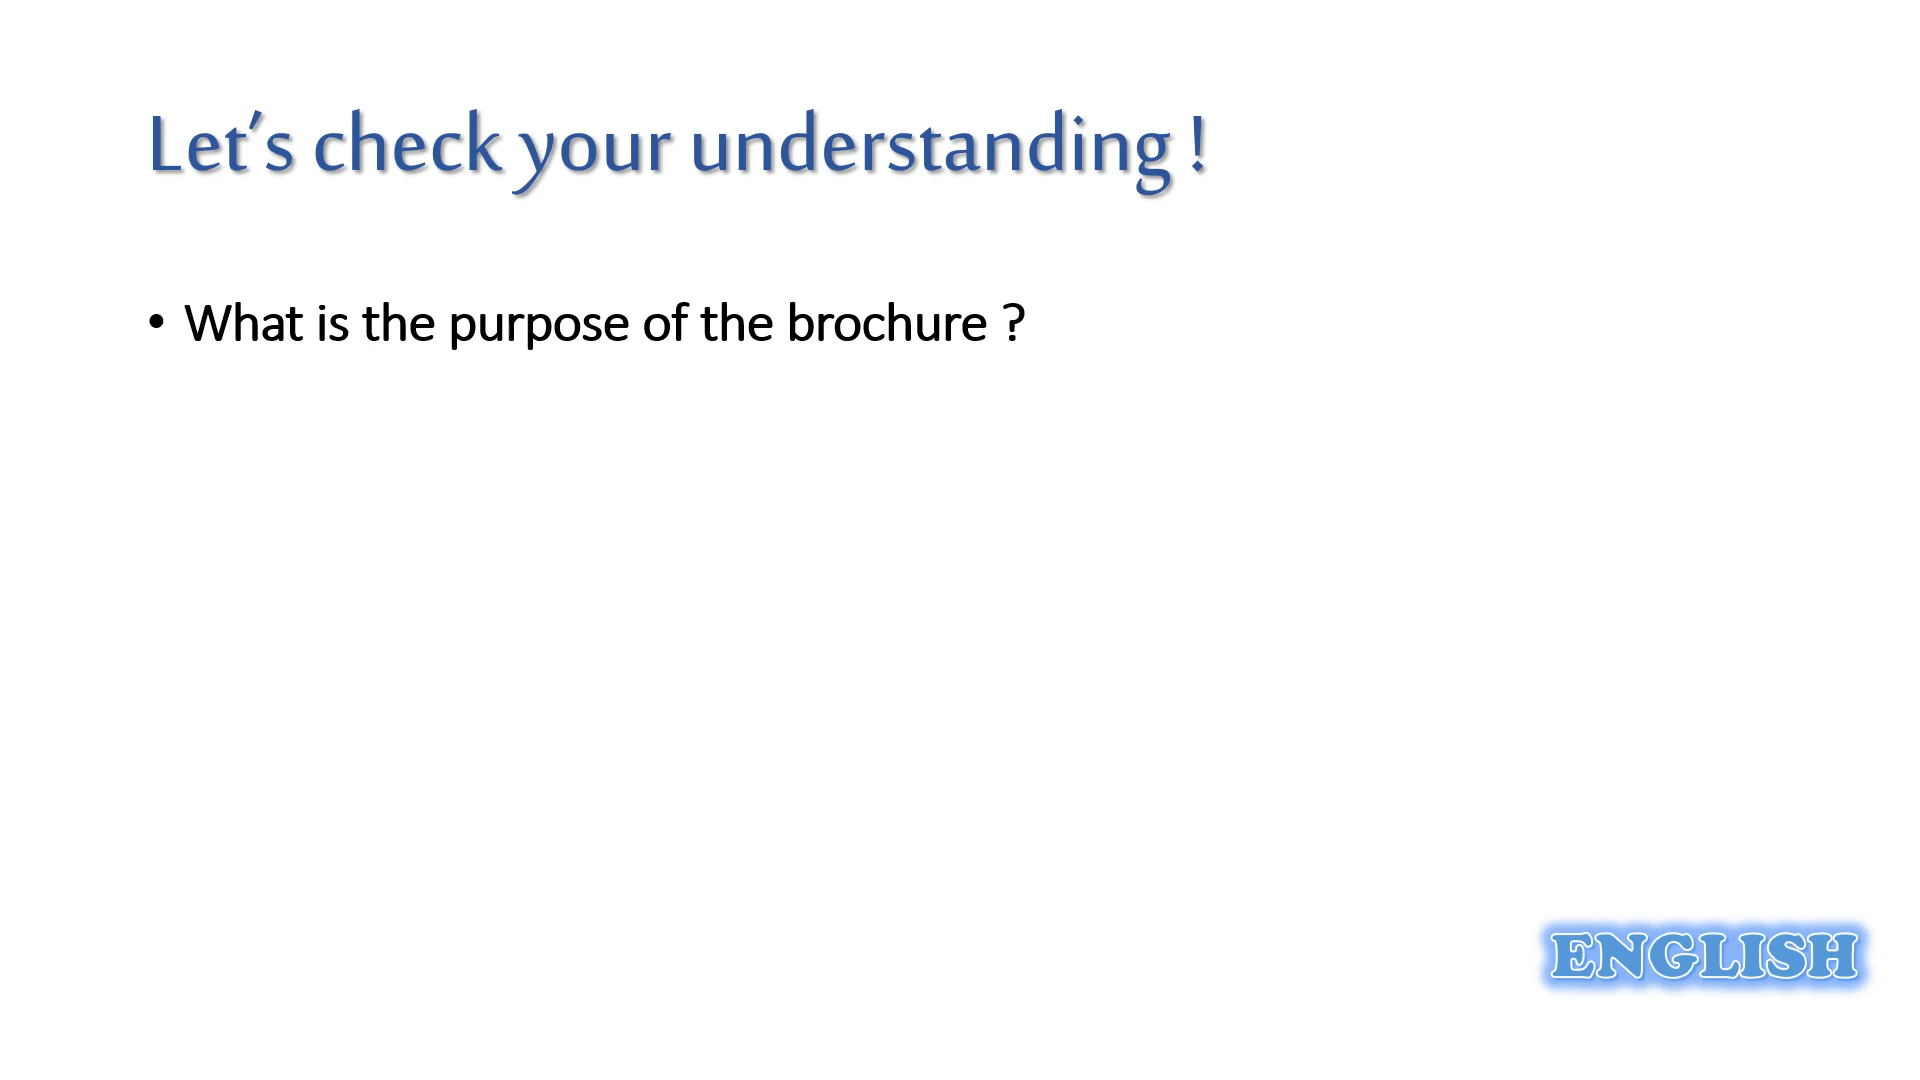 Let's check your understanding !
• What is the purpose of the brochure ?
ENGLISH